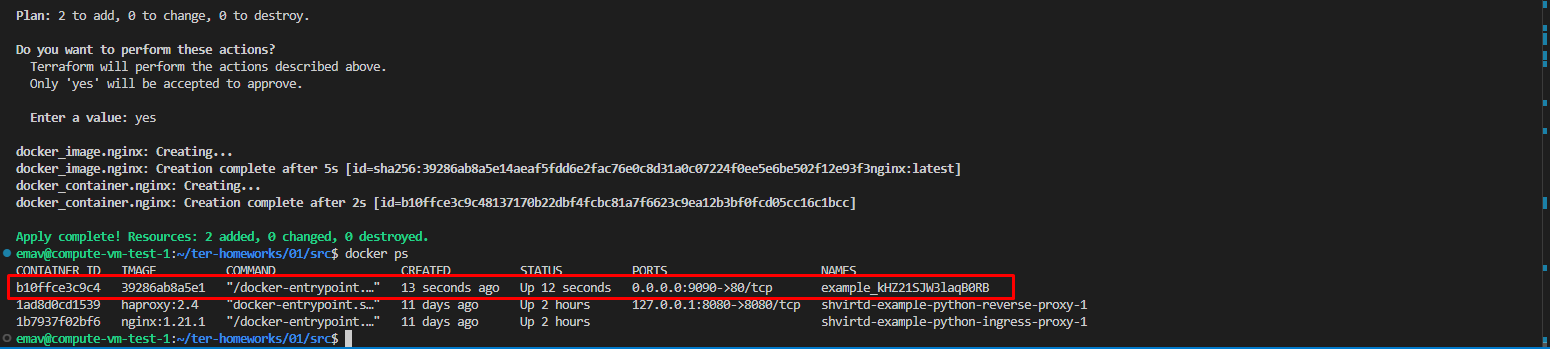 Plan: 2 to add, 0 to change, 0 to destroy.
Do you want to perform these actions?
Terraform will perform the actions described above.
Only 'yes' will be accepted to approve.
Enter a value: yes
docker_image.nginx: Creating...
docker_image.nginx: Creation complete after 5s [id=sha256:39286ab8a5e14aeaf5fdd6e2fac76e0c8d31a0c07224f0ee5e6be502f12e93f3nginx:latest]
docker_container.nginx: Creating...
docker_container.nginx: Creation complete after 2s [id=b10ffce3c9c48137170b22dbf4fcbc81a7f6623c9ea12b3bf0fcd05cc16c1bcc]
Apply complete! Resources: 2 added, 0 changed, 0 destroyed.
emav@compute-vm-test-1:~/ter-homeworks/01/src$ docker ps
CONTAINER ID IMAGE COMMAND CREATED STATUS PORTS NAMES
b10ffce3c9c4 39286ab8a5e1 "/docker-entrypoint.…" 13 seconds ago Up 12 seconds 0.0.0.0:9090->80/tcp example_kHZ21SJW3laqB0RB
1ad8d0cd1539 haproxy:2.4 "docker-entrypoint.s…" 11 days ago Up 2 hours 127.0.0.1:8080->8080/tcp shvirtd-example-python-reverse-proxy-1
1b7937f02bf6 nginx:1.21.1 "/docker-entrypoint.…" 11 days ago Up 2 hours shvirtd-example-python-ingress-proxy-1
emav@compute-vm-test-1:~/ter-homeworks/01/src$